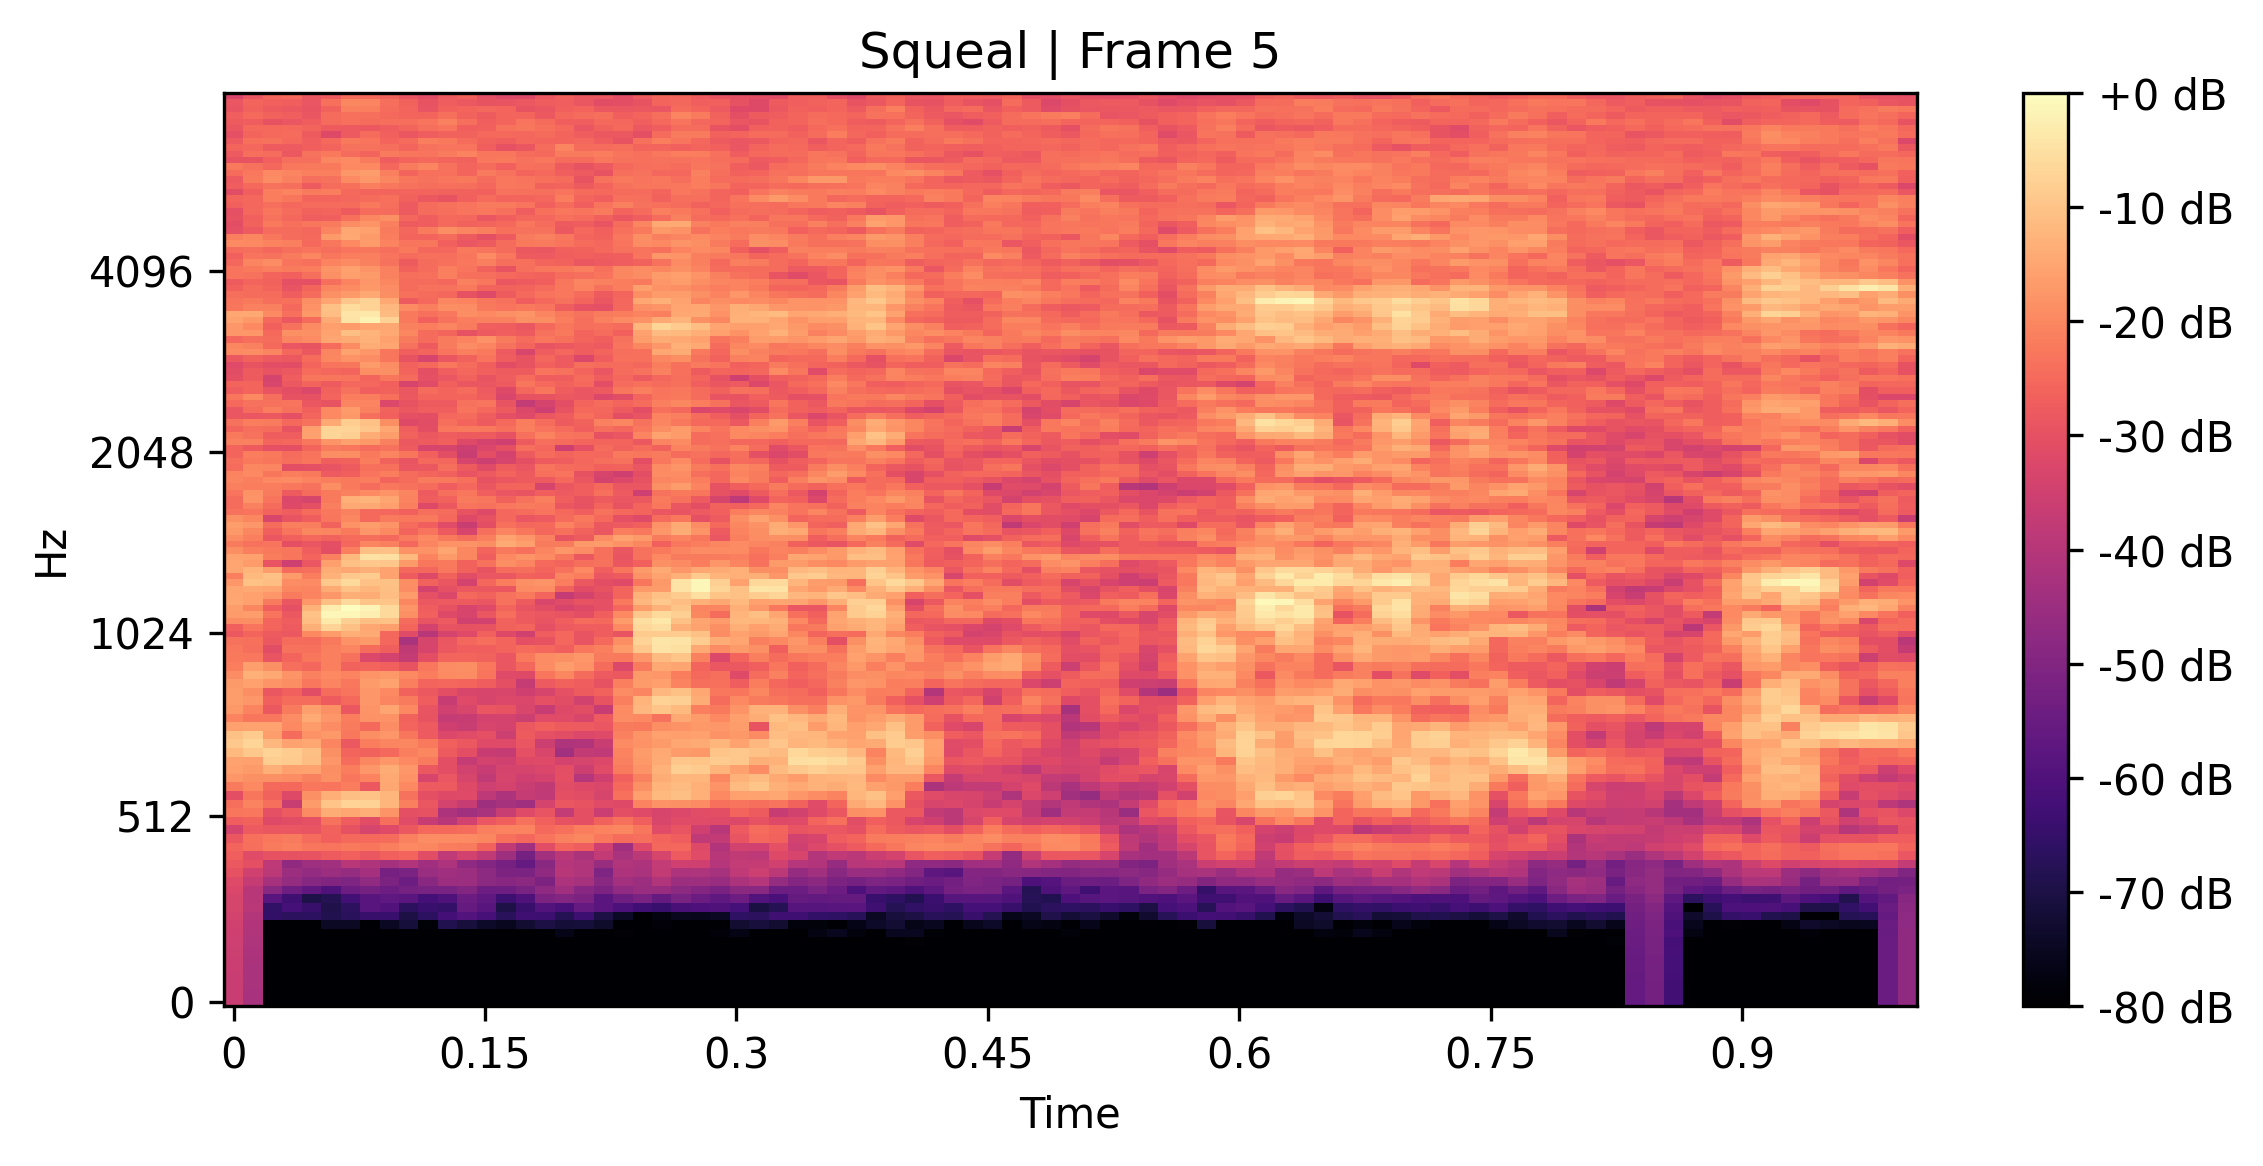 Squeal | Frame 5
+0 dB
-10 dB
-20 dB
-30 dB
-40 dB
-50 dB
-60 dB
-70 dB
-80 dB
Hz
4096
2048
1024
512
0
0 0.15 0.3 0.45 0.6 0.75 0.9
Time